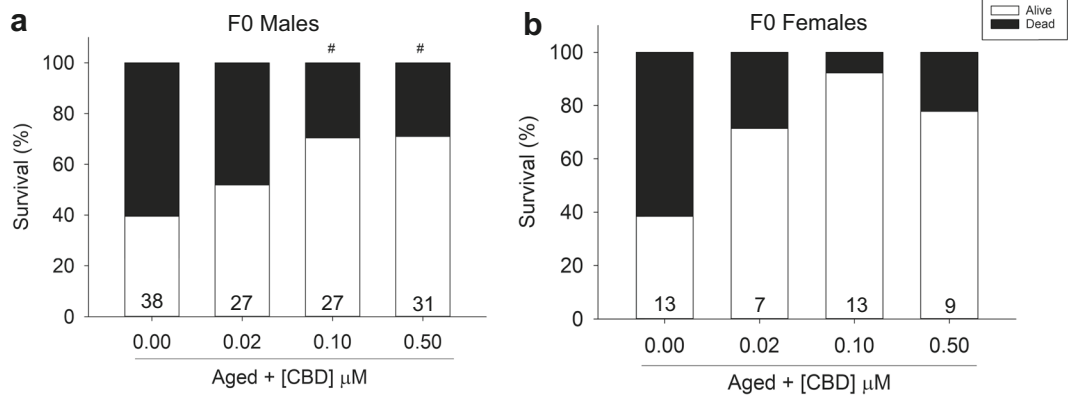 a
F0 Males
# #
Survival (%)
100
80
60
40
20
0
38 27 27 31
0.00 0.02 0.10 0.50
Aged + [CBD] μM
b
F0 Females
Alive
Dead
Survival (%)
100
80
60
40
20
0
13 7 13 9
0.00 0.02 0.10 0.50
Aged + [CBD] μM